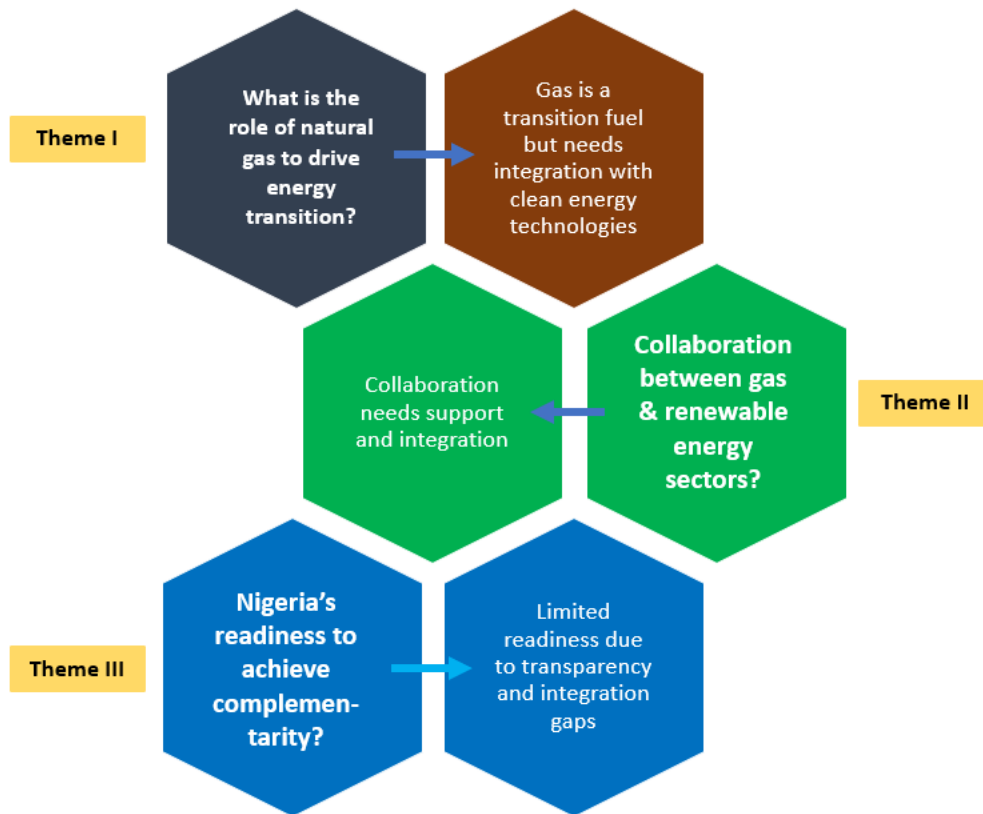 Theme I
What is the
role of natural
gas to drive
energy
transition?
Gas is a
transition fuel
but needs
integration with
clean energy
technologies
Collaboration
between gas
& renewable
energy
sectors?
Theme II
Collaboration
needs support
and integration
Theme III
Nigeria’s
readiness to
achieve
complemen-
tarity?
Limited
readiness due
to transparency
and integration
gaps